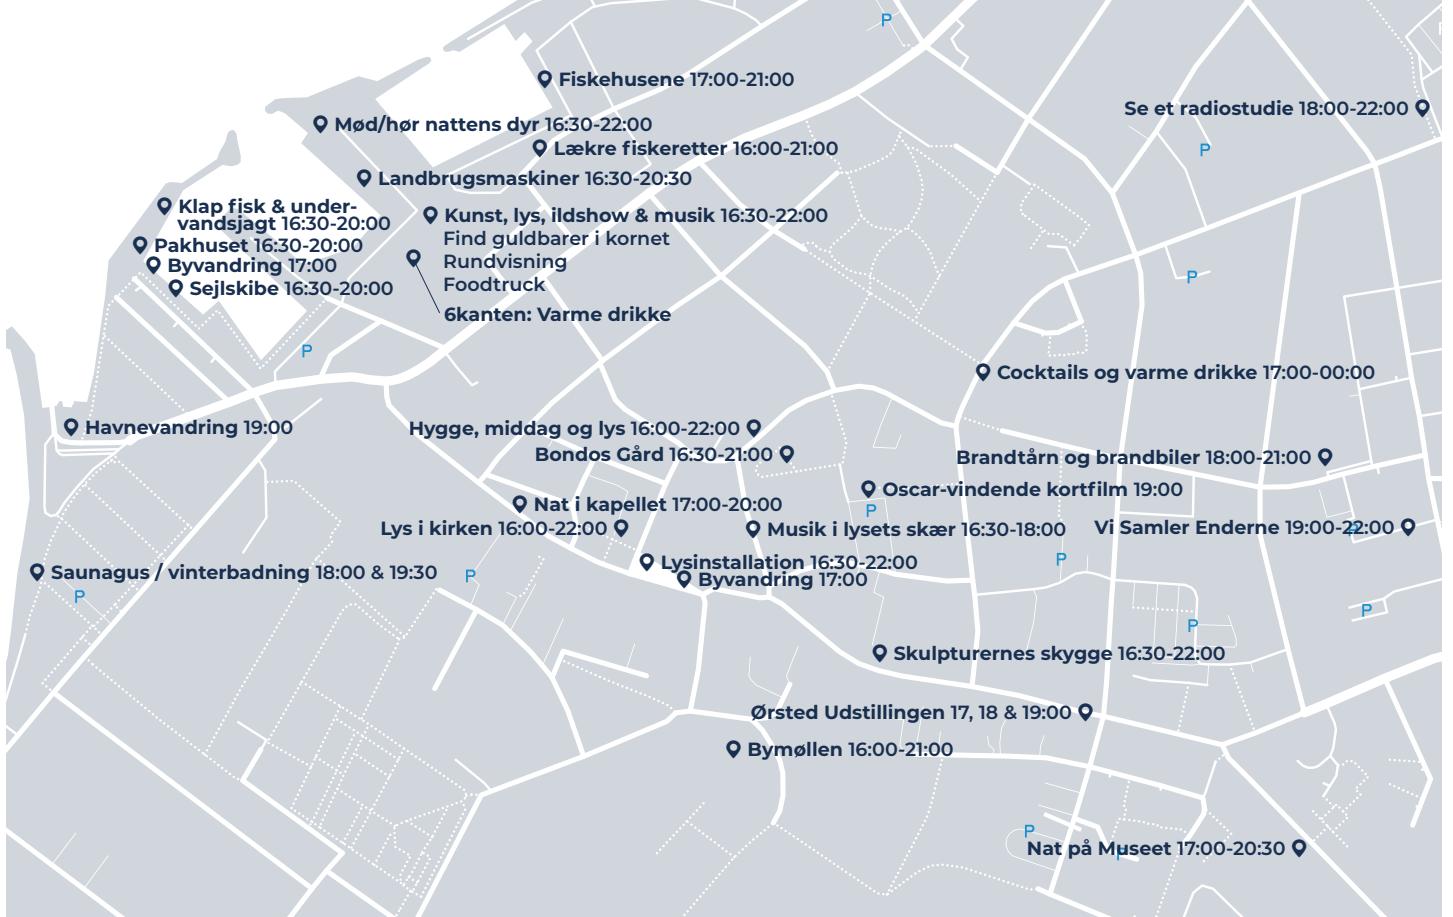 P
Fiskehusene 17:00-21:00
Se et radiostudie 18:00-22:00
Mød/hør nattens dyr 16:30-22:00
Lækre fiskeretter 16:00-21:00
P
Landbrugsmaskiner 16:30-20:30
Klap fisk & under-
vandsjagt 16:30-20:00
Kunst, lys, ildshow & musik 16:30-22:00
Find guldbarer i kornet
Rundvisning
Foodtruck
Pakhuset 16:30-20:00
Byvandring 17:00
P
Sejlskibe 16:30-20:00
6kanten: Varme drikke
P
Cocktails og varme drikke 17:00-00:00
Havnevandring 19:00
Hygge, middag og lys 16:00-22:00
Bondos Gård 16:30-21:00
Brandtårn og brandbiler 18:00-21:00
Oscar-vindende kortfilm 19:00
P
Nat i kapellet 17:00-20:00
Lys i kirken 16:00-22:00
Musik i lysets skær 16:30-18:00
Vi Samler Enderne 19:00-22:00
P
P
Lysinstallation 16:30-22:00
Byvandring 17:00
Saunagus / vinterbadning 18:00 & 19:30
P
P
P
P
Skulpturernes skygge 16:30-22:00
Ørsted Udstillingen 17, 18 & 19:00
Bymøllen 16:00-21:00
P
Nat på Museet 17:00-20:30
P